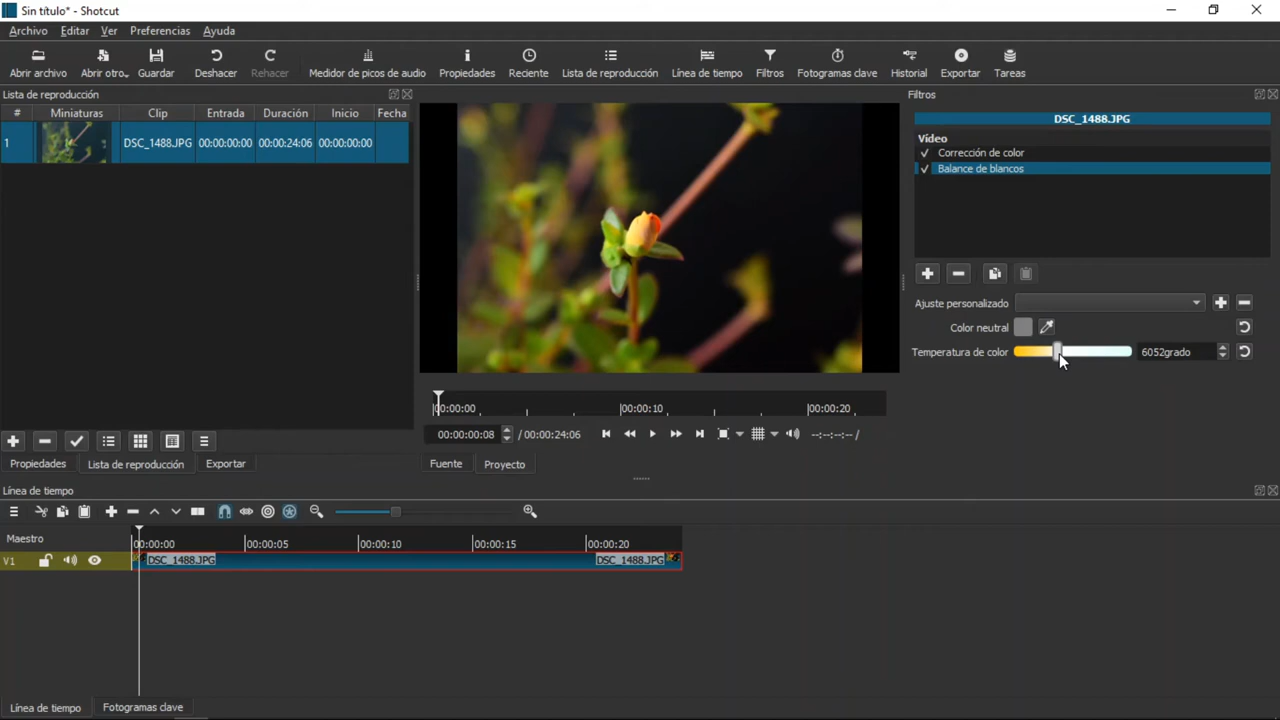 Sin título* - Shotcut
Archivo Editar Ver Preferencias Ayuda
Abrir archivo Abrir otro. Guardar Deshacer Rehacer Medidor de picos de audio Propiedades Reciente Lista de reproducción Línea de tiempo Filtros Fotogramas clave Historial Exportar Tareas
Lista de reproducción
# Miniaturas Clip Entrada Duración Inicio Fecha
1 DSC_1488.JPG 00:00:00:00 00:00:24:06 00:00:00:00
Filtros
DSC_1488.JPG
Vídeo
✓ Corrección de color
✓ Balance de blancos
Ajuste personalizado
Color neutral
Temperatura de color 6052grado
00:00:00 00:00:10 00:00:20
00:00:00:08 / 00:00:24:06 --:--:--:-- /
Propiedades Lista de reproducción Exportar
Fuente Proyecto
Línea de tiempo
Maestro
00:00:00 00:00:05 00:00:10 00:00:15 00:00:20
V1 DSC_1488.JPG DSC_1488.JPG
Línea de tiempo Fotogramas clave